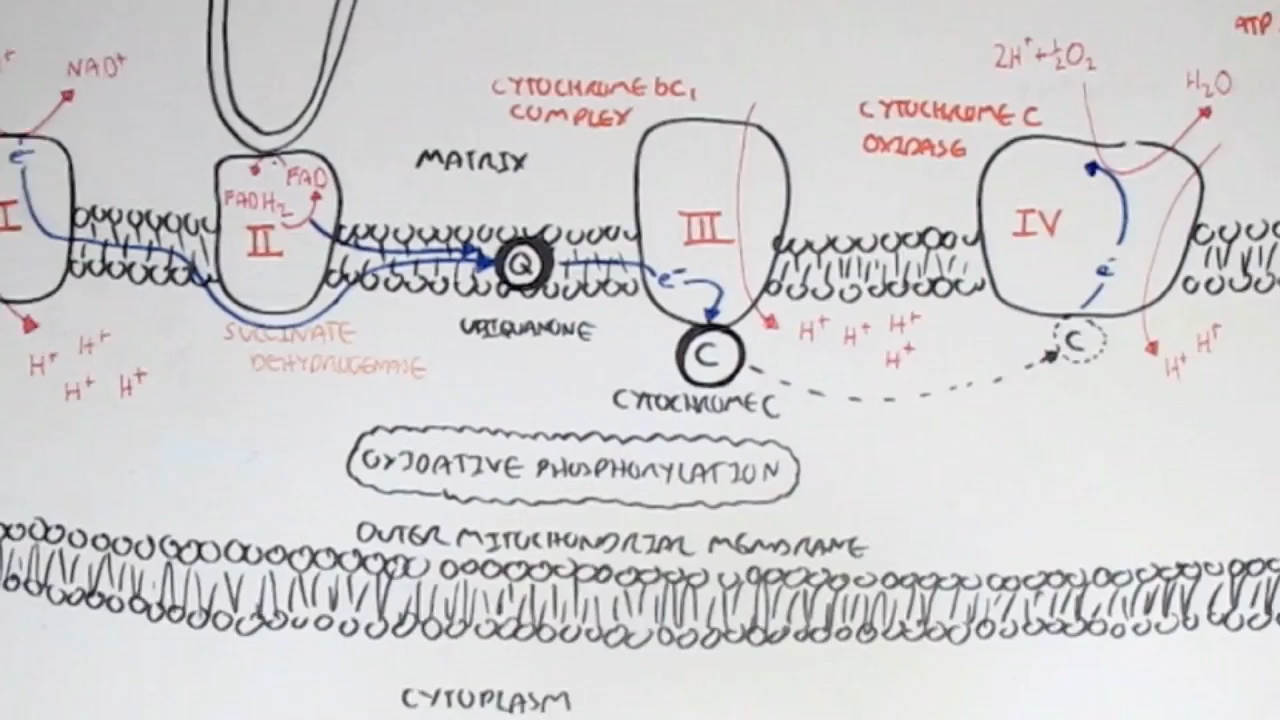 ATP
2H⁺+½O₂
NAD⁺
H₂O
CYTOCHROME bC₁
COMPLEX
CYTOCHROME C
OXIDASE
e⁻
MATRIX
FAD
FADH₂
I
II
III
IV
Q
e⁻
e⁻
UBIQUANONE
SUCCINATE
DEHYDROGENASE
H⁺ H⁺
H⁺ H⁺
H⁺ H⁺ H⁺
H⁺
H⁺ H⁺
C
C
CYTOCHROME C
OXIDATIVE PHOSPHORYLATION
OUTER MITOCHONDRIAL MEMBRANE
CYTOPLASM